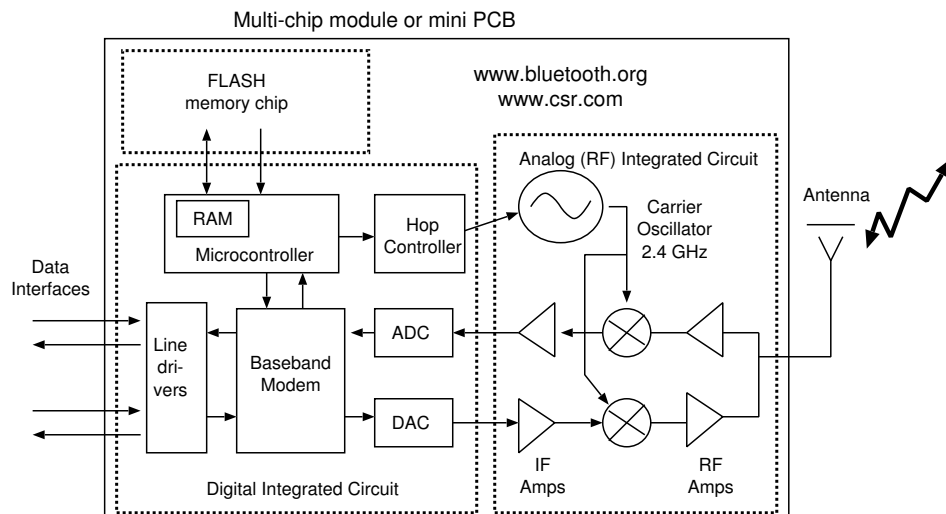 Multi-chip module or mini PCB
FLASH
memory chip
www.bluetooth.org
www.csr.com
Analog (RF) Integrated Circuit
Antenna
RAM
Microcontroller
Hop
Controller
Carrier
Oscillator
2.4 GHz
Data
Interfaces
Line
dri-
vers
Baseband
Modem
ADC
DAC
IF
Amps
RF
Amps
Digital Integrated Circuit